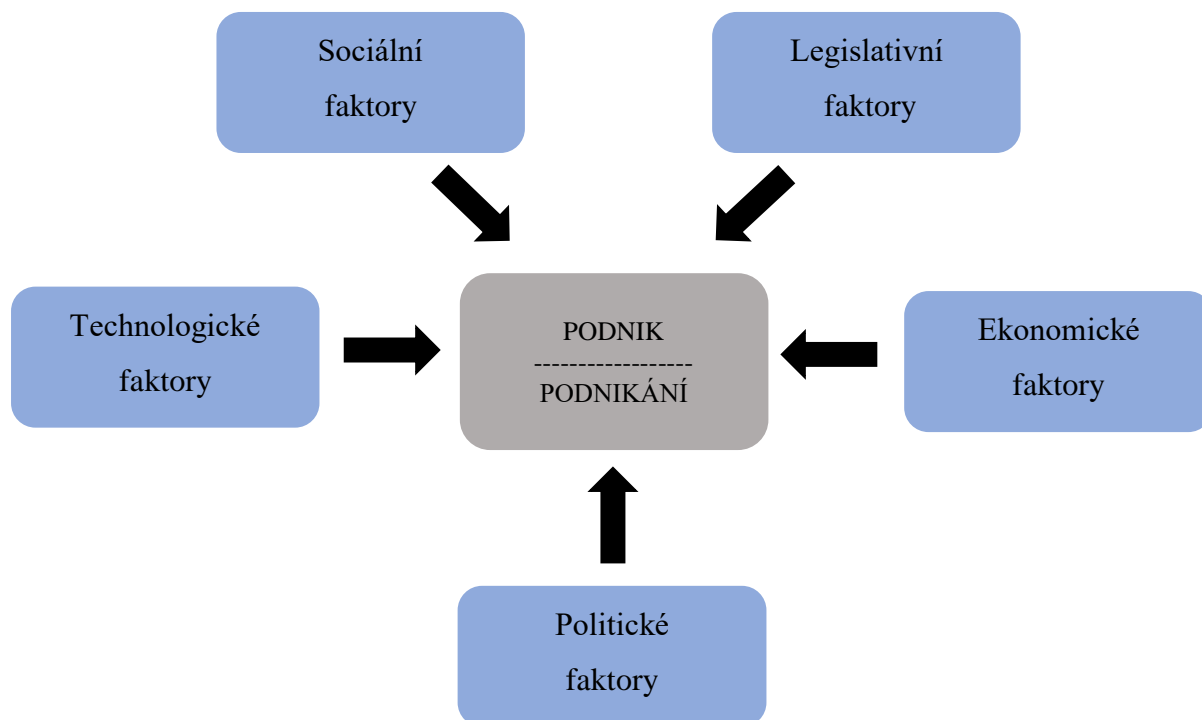 Sociální
faktory
Legislativní
faktory
Technologické
faktory
PODNIK
------------------
PODNIKÁNÍ
Ekonomické
faktory
Politické
faktory